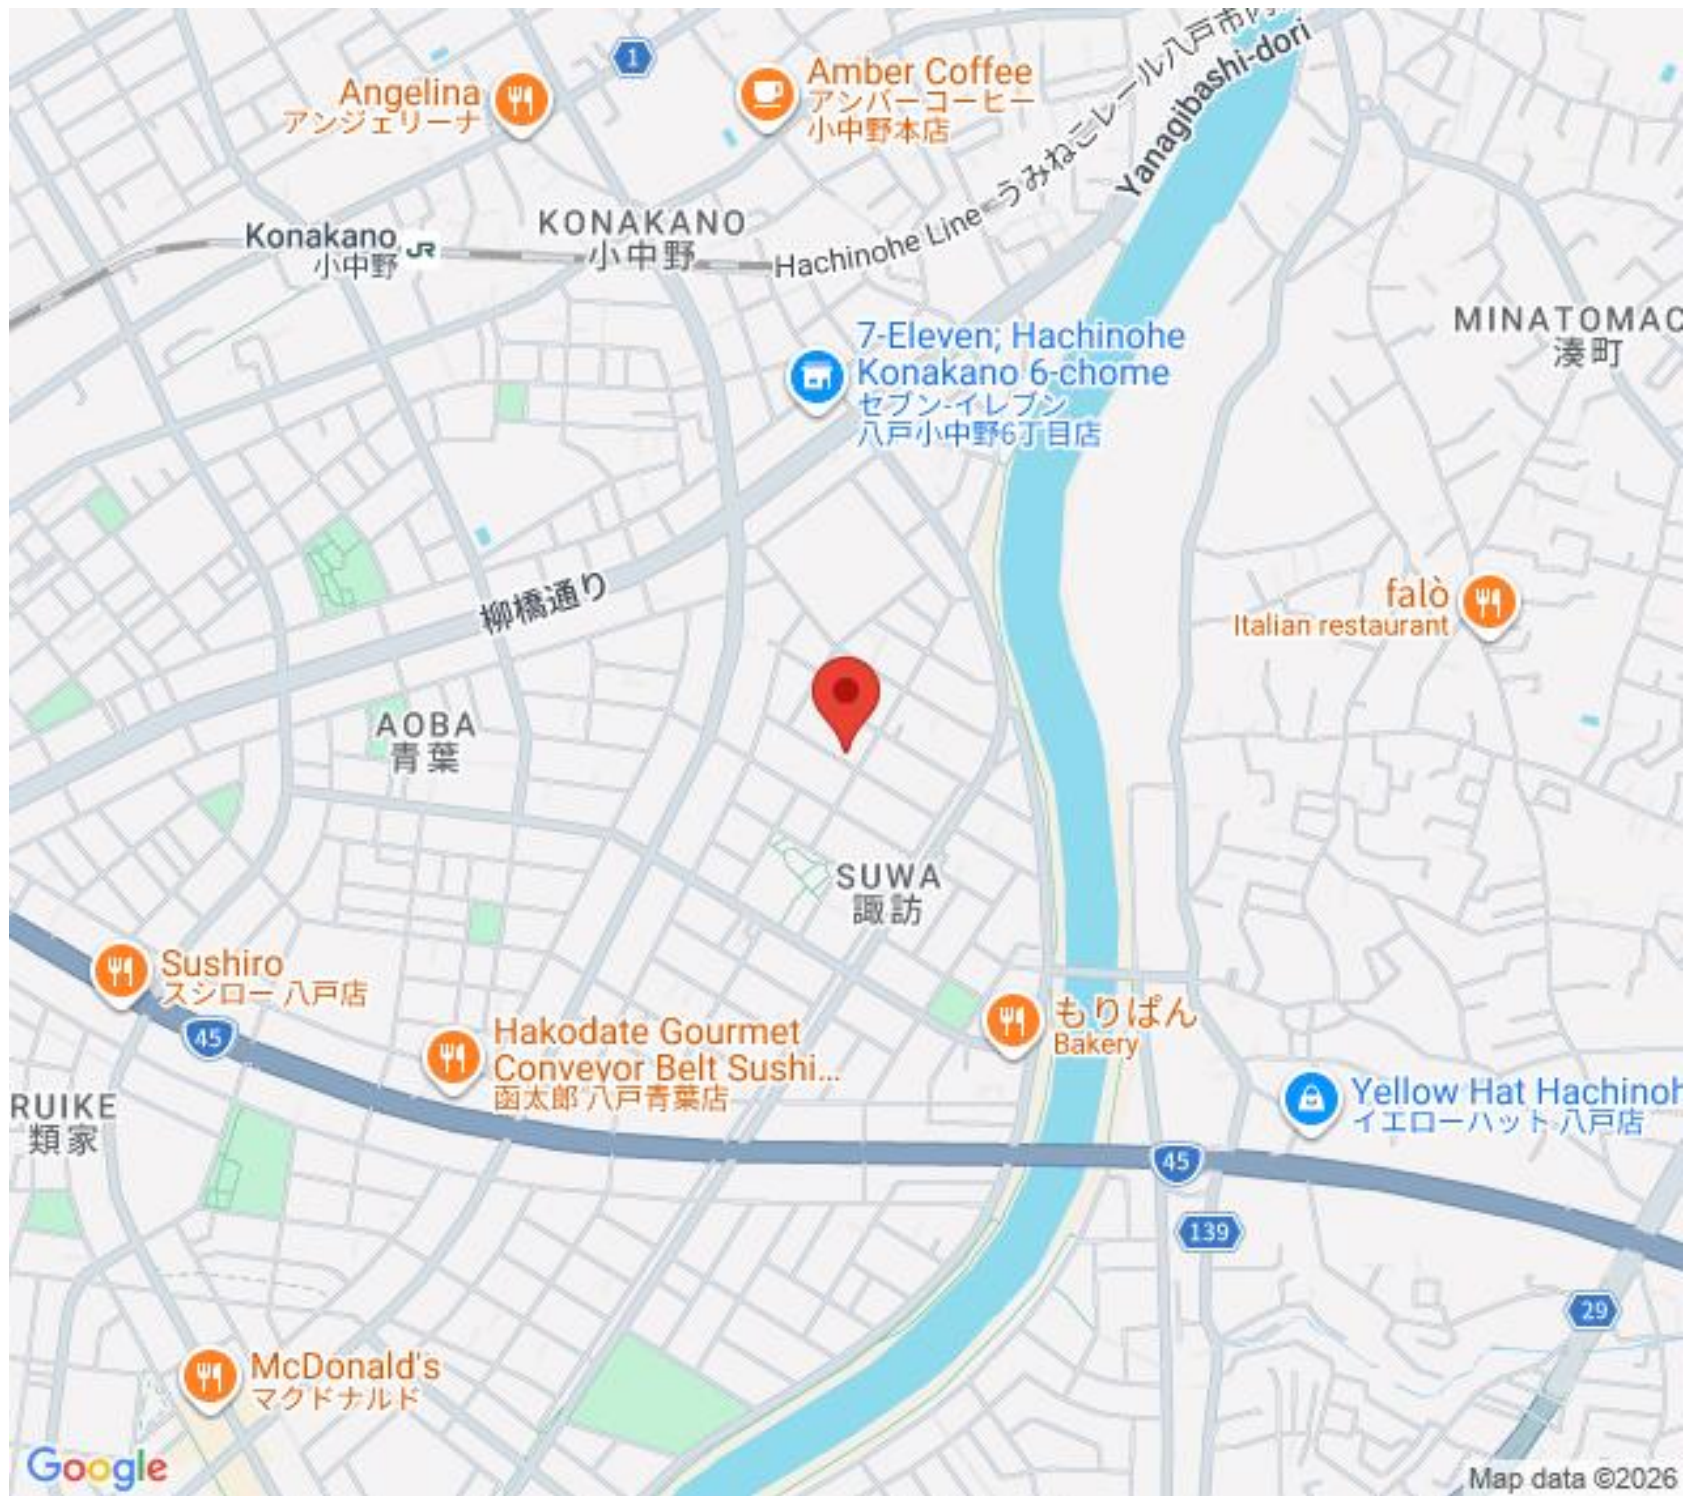 1
Angelina
アンジェリーナ
Amber Coffee
アンバーコーヒー
小中野本店
Yanagibashi-dori
Konakano
小中野
JR
KONAKANO
小中野
Hachinohe Line - うみねこレール八戸市内
MINATOMAC
湊町
7-Eleven; Hachinohe
Konakano 6-chome
セブン-イレブン
八戸小中野6丁目店
柳橋通り
falò
Italian restaurant
AOBA
青葉
SUWA
諏訪
Sushiro
スシロー 八戸店
45
Hakodate Gourmet
Conveyor Belt Sushi...
函太郎 八戸青葉店
もりぱん
Bakery
RUIKE
類家
Yellow Hat Hachinoh
イエローハット 八戸店
45
139
29
McDonald's
マクドナルド
Google
Map data ©2026